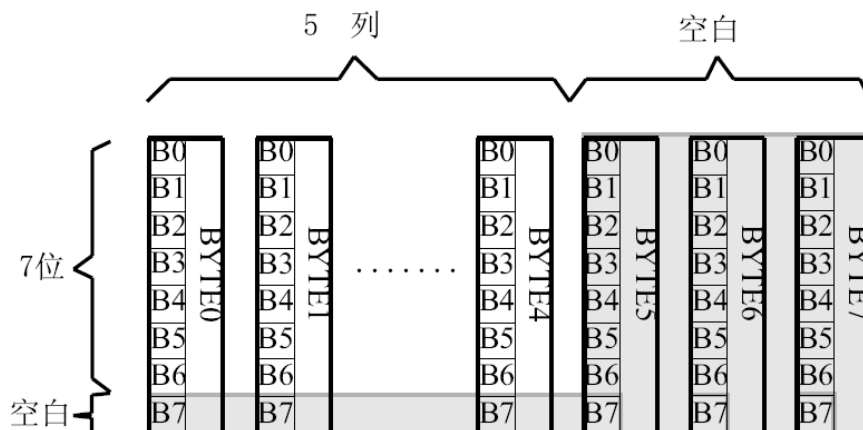 5 列 空白
B0 B0 B0 B0 B0 B0
B1 B1 B1 B1 B1 B1
B2 B2 B2 B2 B2 B2
7位 B3 B3 ....... B3 B3 B3 B3
B4 B4 B4 B4 B4 B4
B5 B5 B5 B5 B5 B5
B6 B6 B6 B6 B6 B6
空白 B7 B7 B7 B7 B7 B7
BYTE0
BYTE1
BYTE4
BYTE5
BYTE6
BYTE7